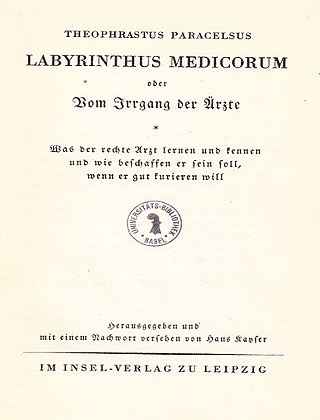 THEOPHRASTUS PARACELSUS
LABYRINTHUS MEDICORUM
oder
Vom Irrgang der Ärzte
*
Was der rechte Arzt lernen und kennen
und wie beschaffen er sein soll,
wenn er gut kurieren will
UNIVERSITÄTS-BIBLIOTHEK
BASEL
Herausgegeben und
mit einem Nachwort versehen von Hans Kayser
IM INSEL-VERLAG ZU LEIPZIG